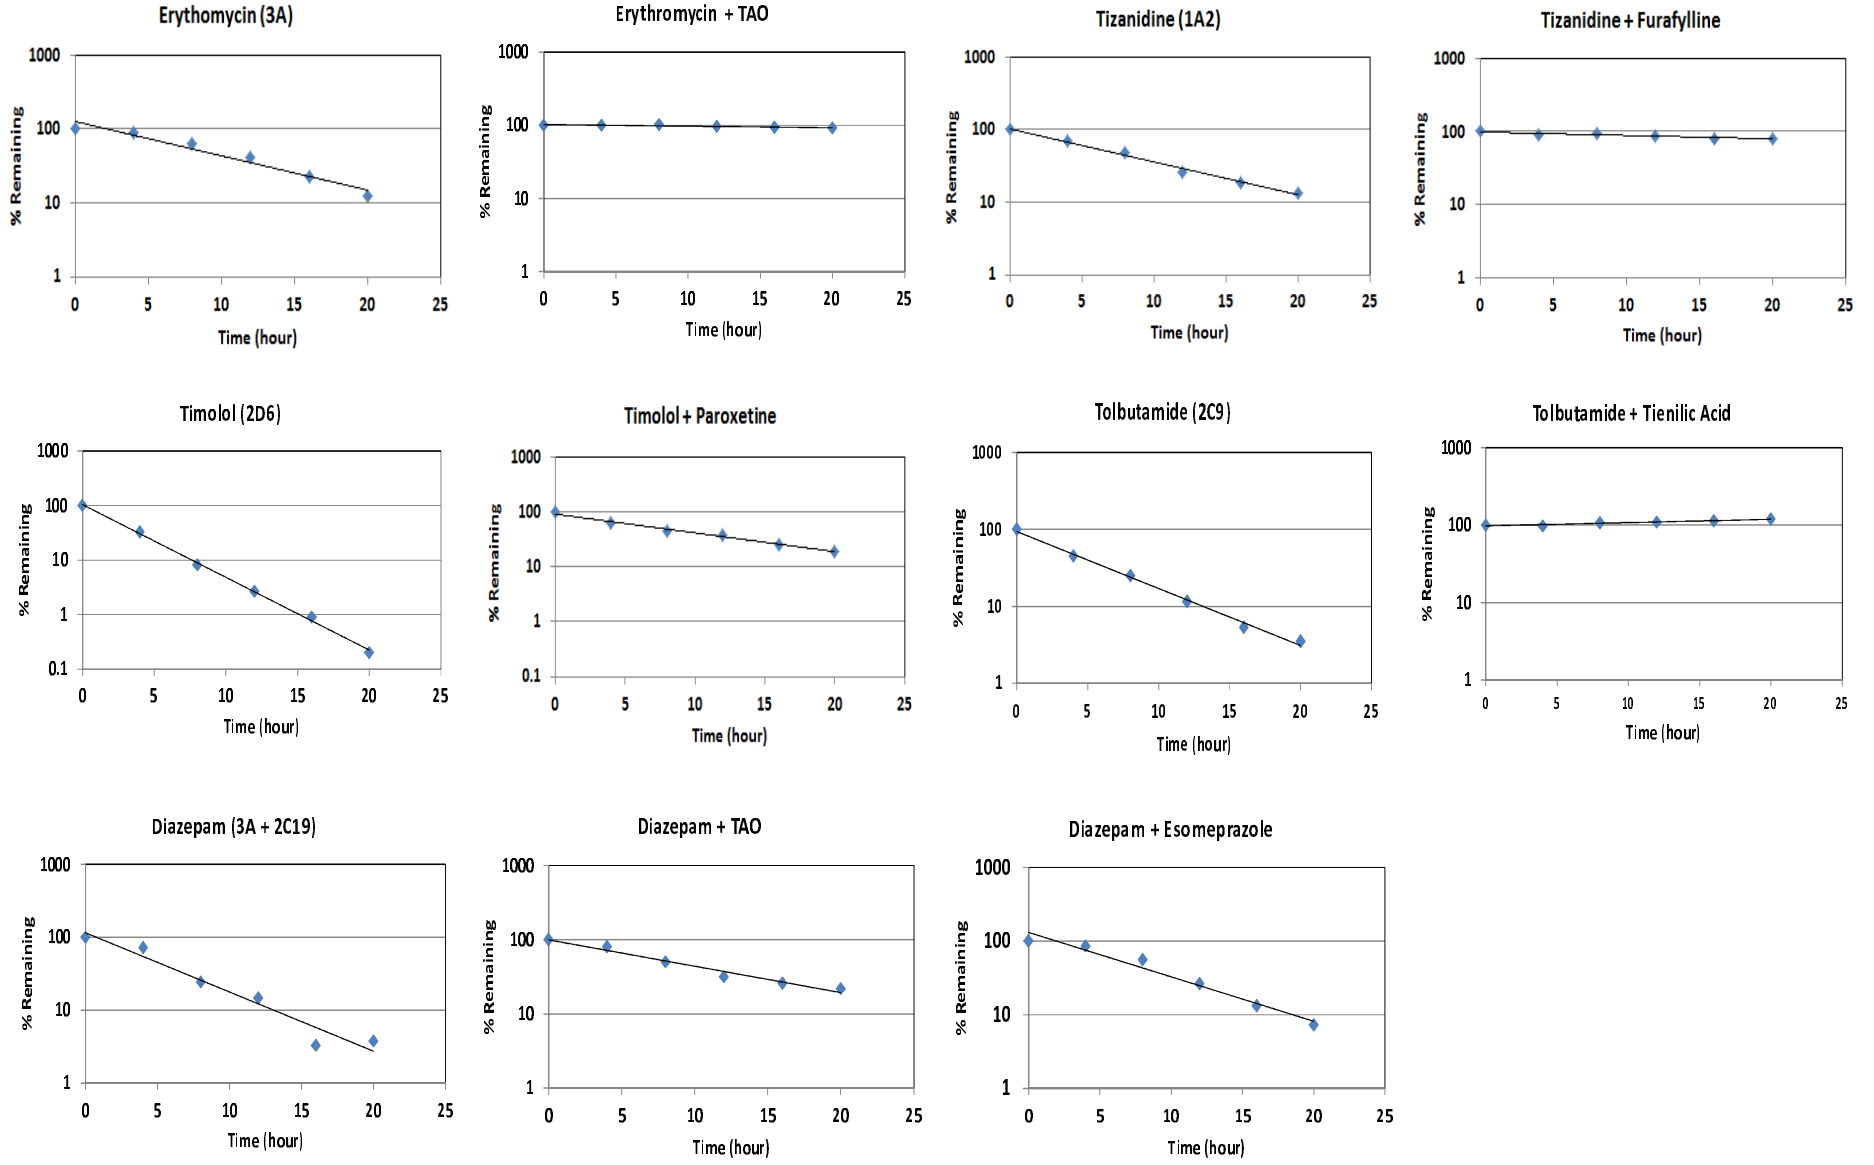 Erythomycin (3A)
1000
100
10
1
0 5 10 15 20 25
% Remaining
Time (hour)
Erythromycin + TAO
1000
100
10
1
0 5 10 15 20 25
% Remaining
Time (hour)
Tizanidine (1A2)
1000
100
10
1
0 5 10 15 20 25
% Remaining
Time (hour)
Tizanidine + Furafylline
1000
100
10
1
0 5 10 15 20 25
% Remaining
Time (hour)
Timolol (2D6)
1000
100
10
1
0.1
0 5 10 15 20 25
% Remaining
Time (hour)
Timolol + Paroxetine
1000
100
10
1
0.1
0 5 10 15 20 25
% Remaining
Time (hour)
Tolbutamide (2C9)
1000
100
10
1
0 5 10 15 20 25
% Remaining
Time (hour)
Tolbutamide + Tienilic Acid
1000
100
10
1
0 5 10 15 20 25
% Remaining
Time (hour)
Diazepam (3A + 2C19)
1000
100
10
1
0 5 10 15 20 25
% Remaining
Time (hour)
Diazepam + TAO
1000
100
10
1
0 5 10 15 20 25
% Remaining
Time (hour)
Diazepam + Esomeprazole
1000
100
10
1
0 5 10 15 20 25
% Remaining
Time (hour)